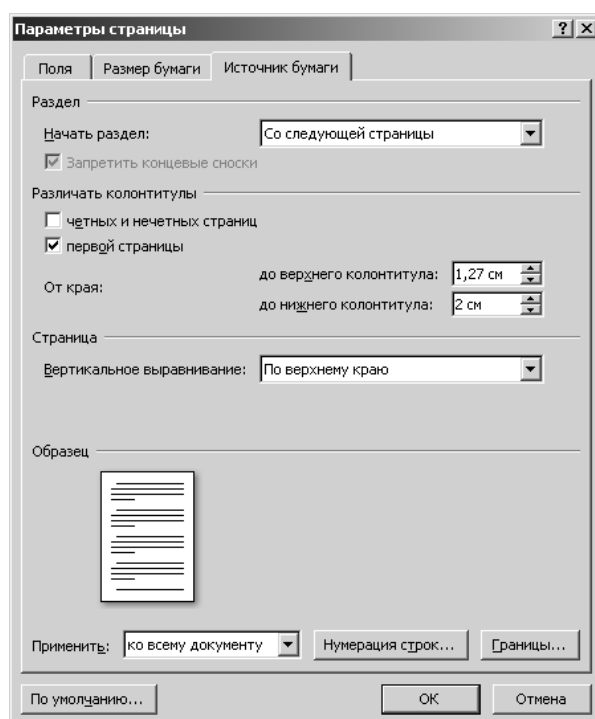 Параметры страницы
Поля Размер бумаги Источник бумаги
Раздел
Начать раздел: Со следующей страницы
Запретить концевые сноски
Различать колонтитулы
четных и нечетных страниц
первой страницы
От края:
до верхнего колонтитула: 1,27 см
до нижнего колонтитула: 2 см
Страница
Вертикальное выравнивание: По верхнему краю
Образец
Применить: ко всему документу Нумерация строк... Границы...
По умолчанию... ОК Отмена